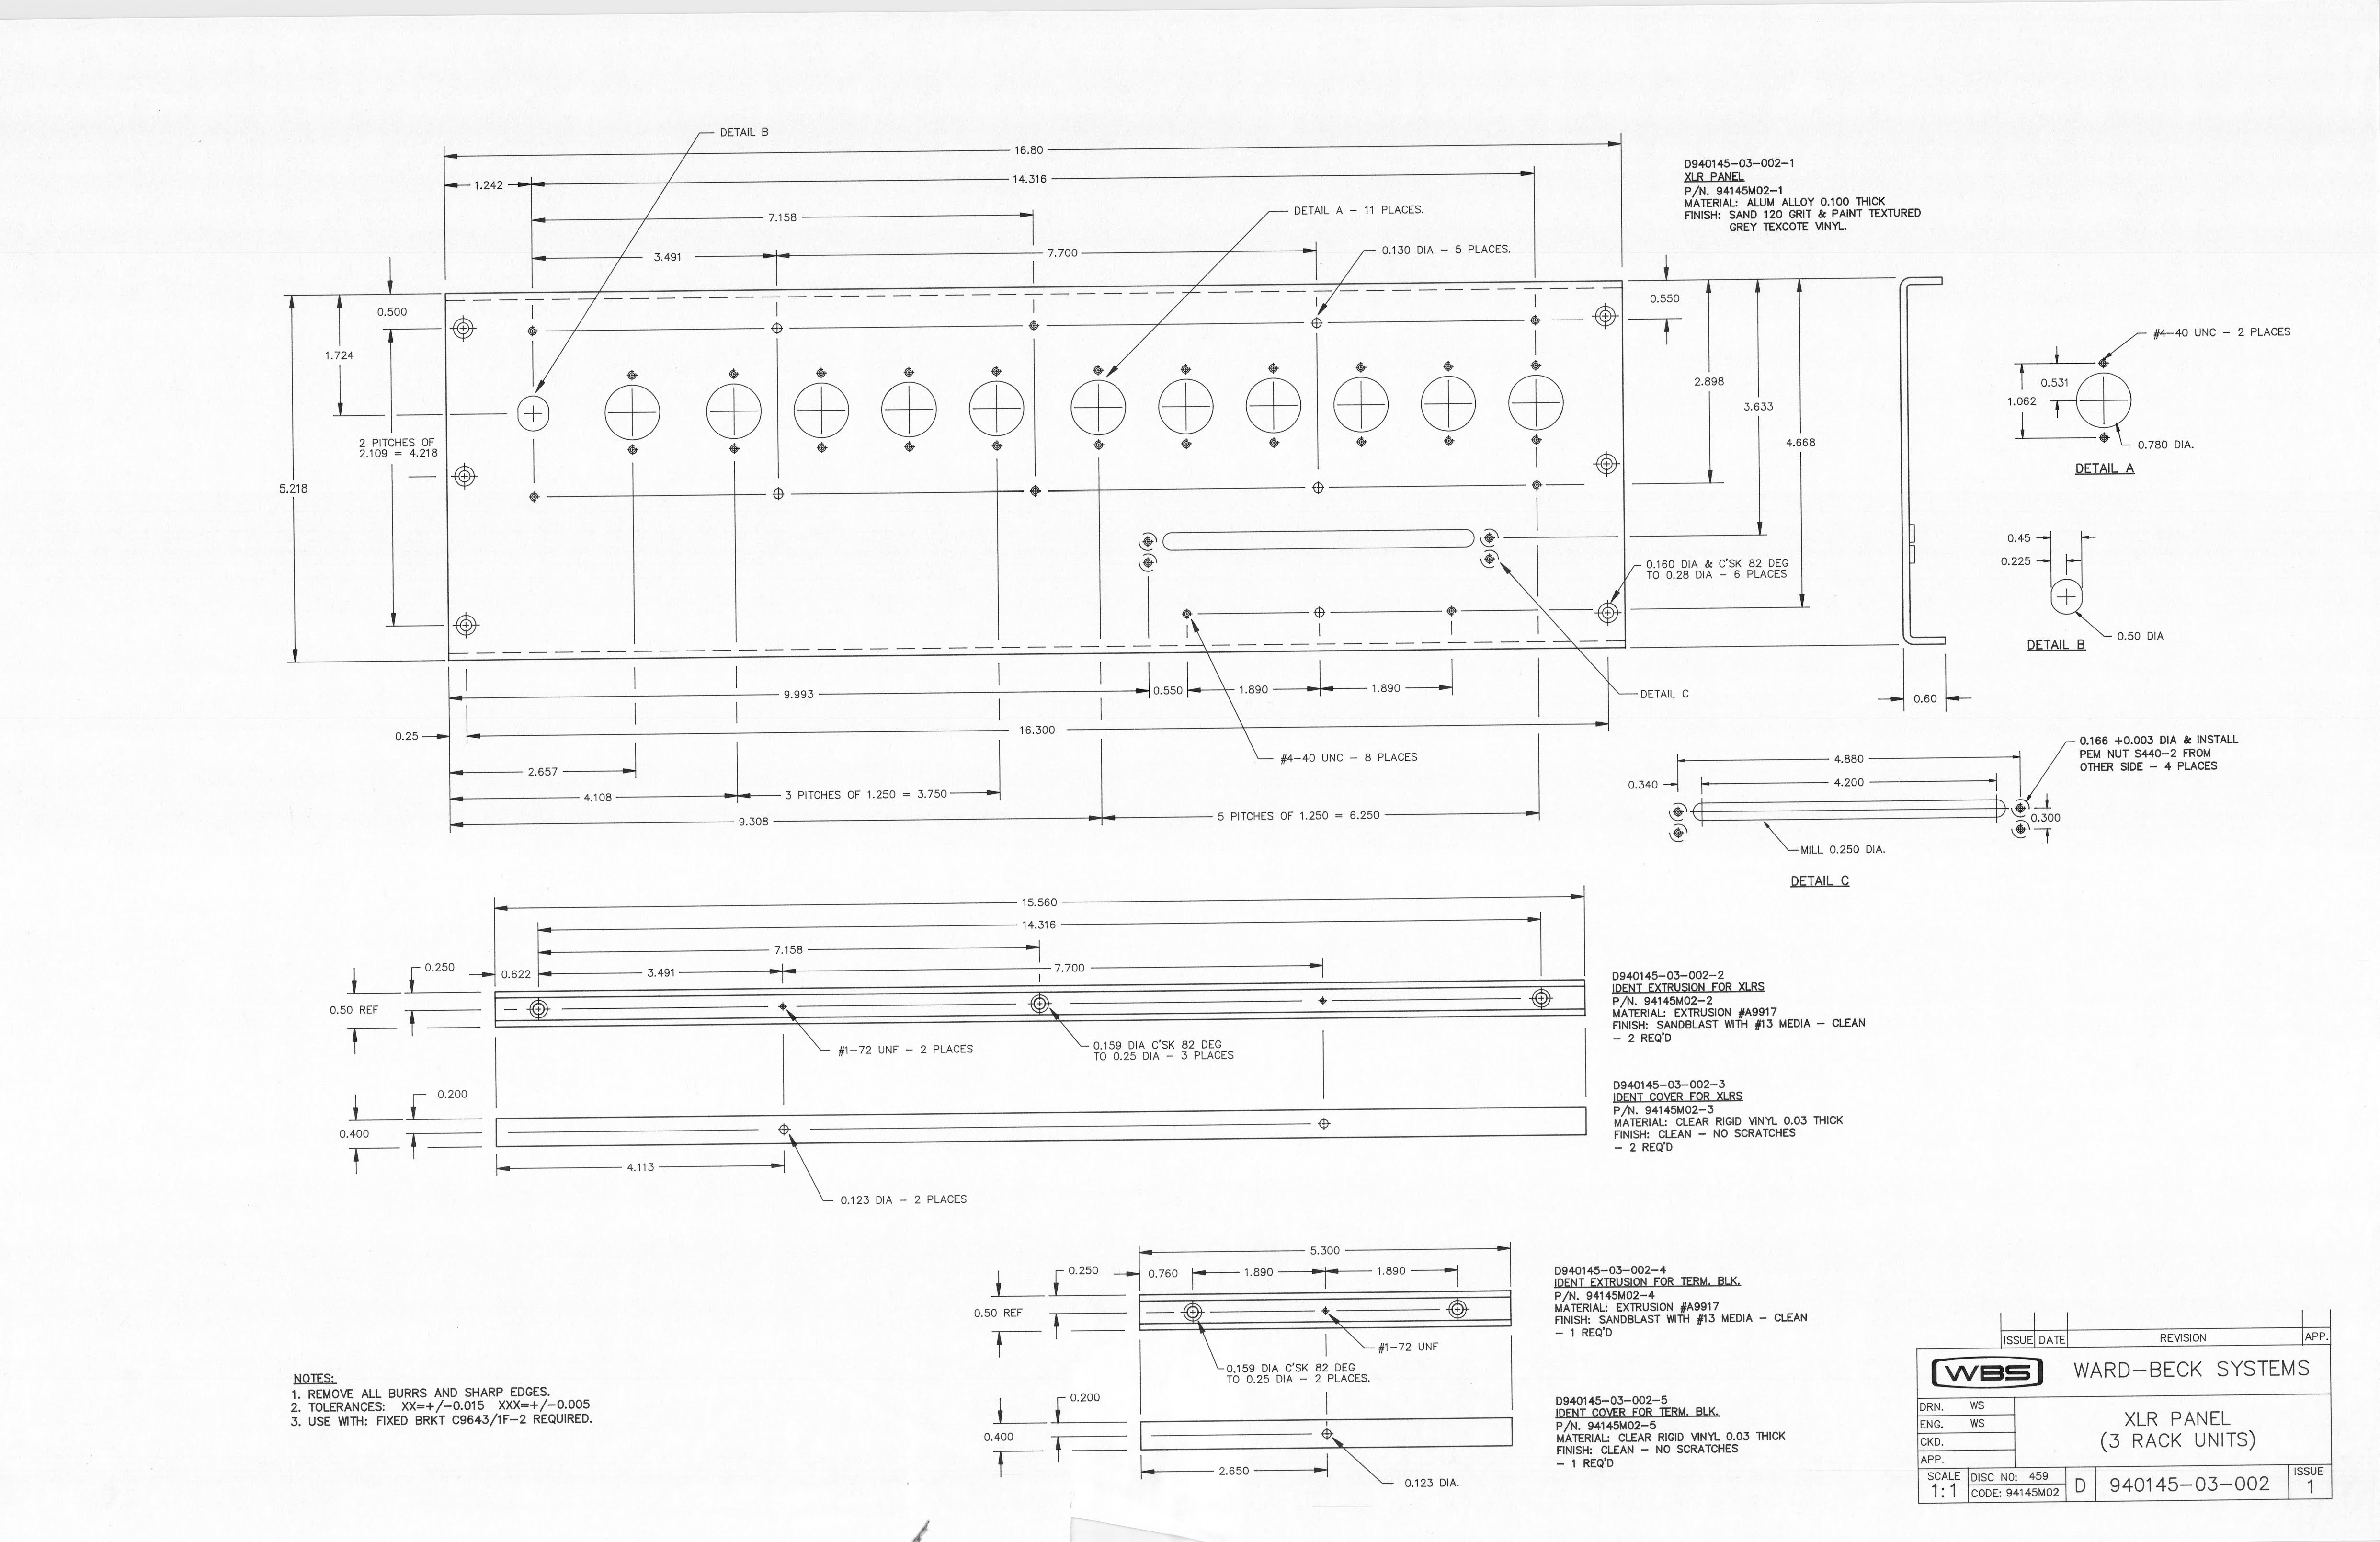 DETAIL B
16.80
1.242
14.316
7.158
DETAIL A - 11 PLACES.
3.491
7.700
0.130 DIA - 5 PLACES.
D940145-03-002-1
XLR PANEL
P/N. 94145M02-1
MATERIAL: ALUM ALLOY 0.100 THICK
FINISH: SAND 120 GRIT & PAINT TEXTURED
GREY TEXCOTE VINYL.
0.500
1.724
2 PITCHES OF
2.109 = 4.218
5.218
0.550
2.898
3.633
4.668
0.160 DIA & C'SK 82 DEG
TO 0.28 DIA - 6 PLACES
#4-40 UNC - 2 PLACES
0.531
1.062
0.780 DIA.
DETAIL A
0.45
0.225
0.50 DIA
DETAIL B
0.60
9.993
0.550
1.890
1.890
DETAIL C
0.25
16.300
#4-40 UNC - 8 PLACES
2.657
4.108
3 PITCHES OF 1.250 = 3.750
9.308
5 PITCHES OF 1.250 = 6.250
0.166 +0.003 DIA & INSTALL
PEM NUT S440-2 FROM
OTHER SIDE - 4 PLACES
4.880
0.340
4.200
0.300
MILL 0.250 DIA.
DETAIL C
15.560
14.316
7.158
0.250
0.622
3.491
7.700
0.50 REF
#1-72 UNF - 2 PLACES
0.159 DIA C'SK 82 DEG
TO 0.25 DIA - 3 PLACES
D940145-03-002-2
IDENT EXTRUSION FOR XLRS
P/N. 94145M02-2
MATERIAL: EXTRUSION #A9917
FINISH: SANDBLAST WITH #13 MEDIA - CLEAN
- 2 REQ'D
0.200
0.400
4.113
0.123 DIA - 2 PLACES
D940145-03-002-3
IDENT COVER FOR XLRS
P/N. 94145M02-3
MATERIAL: CLEAR RIGID VINYL 0.03 THICK
FINISH: CLEAN - NO SCRATCHES
- 2 REQ'D
5.300
0.250
0.760
1.890
1.890
0.50 REF
#1-72 UNF
0.159 DIA C'SK 82 DEG
TO 0.25 DIA - 2 PLACES.
D940145-03-002-4
IDENT EXTRUSION FOR TERM. BLK.
P/N. 94145M02-4
MATERIAL: EXTRUSION #A9917
FINISH: SANDBLAST WITH #13 MEDIA - CLEAN
- 1 REQ'D
0.200
0.400
2.650
0.123 DIA.
D940145-03-002-5
IDENT COVER FOR TERM. BLK.
P/N. 94145M02-5
MATERIAL: CLEAR RIGID VINYL 0.03 THICK
FINISH: CLEAN - NO SCRATCHES
- 1 REQ'D
NOTES:
1. REMOVE ALL BURRS AND SHARP EDGES.
2. TOLERANCES: XX=+/-0.015 XXX=+/-0.005
3. USE WITH: FIXED BRKT C9643/1F-2 REQUIRED.
ISSUE DATE REVISION APP.
WBS WARD-BECK SYSTEMS
DRN. WS
ENG. WS
CKD.
APP.
XLR PANEL
(3 RACK UNITS)
SCALE
1:1
DISC NO: 459
CODE: 94145M02
D
940145-03-002
ISSUE
1